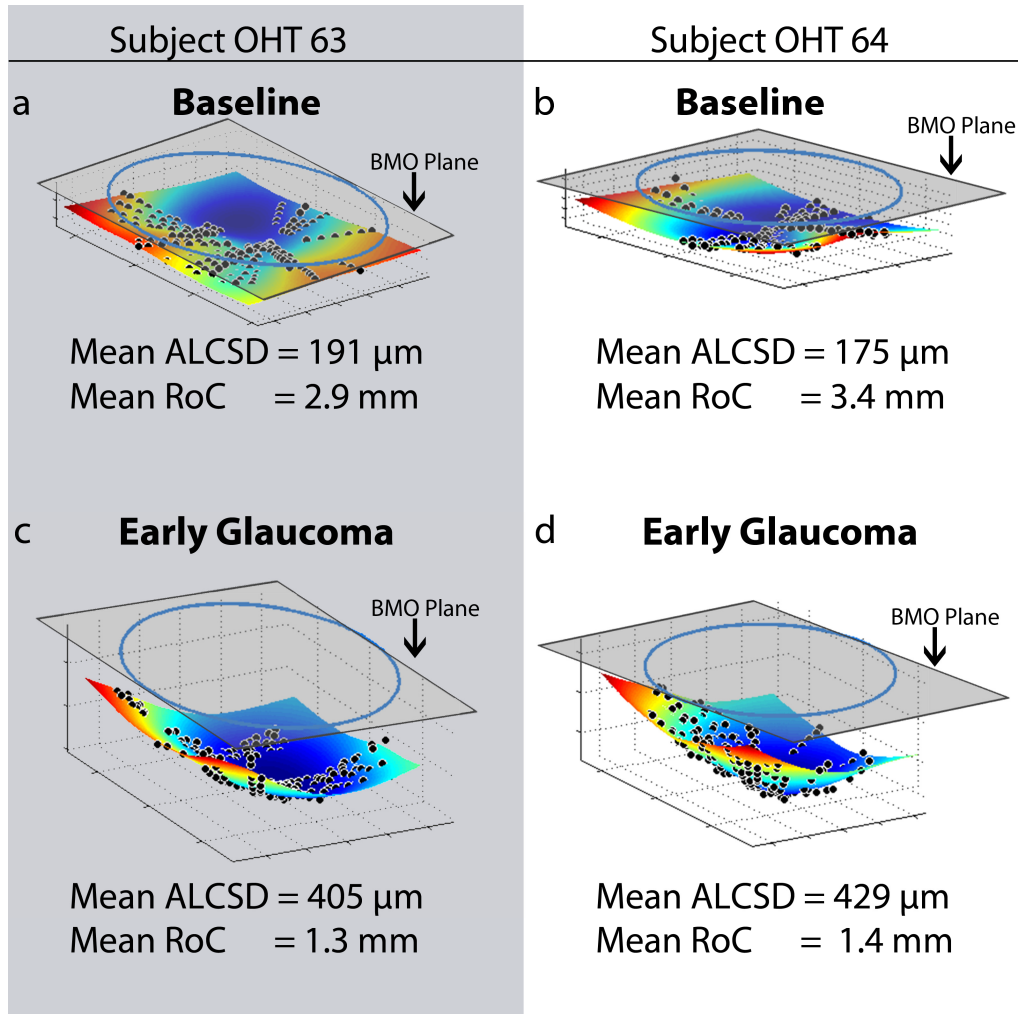 Subject OHT 63
Subject OHT 64
a
Baseline
BMO Plane
Mean ALCSD = 191 µm
Mean RoC = 2.9 mm
b
Baseline
BMO Plane
Mean ALCSD = 175 µm
Mean RoC = 3.4 mm
c
Early Glaucoma
BMO Plane
Mean ALCSD = 405 µm
Mean RoC = 1.3 mm
d
Early Glaucoma
BMO Plane
Mean ALCSD = 429 µm
Mean RoC = 1.4 mm